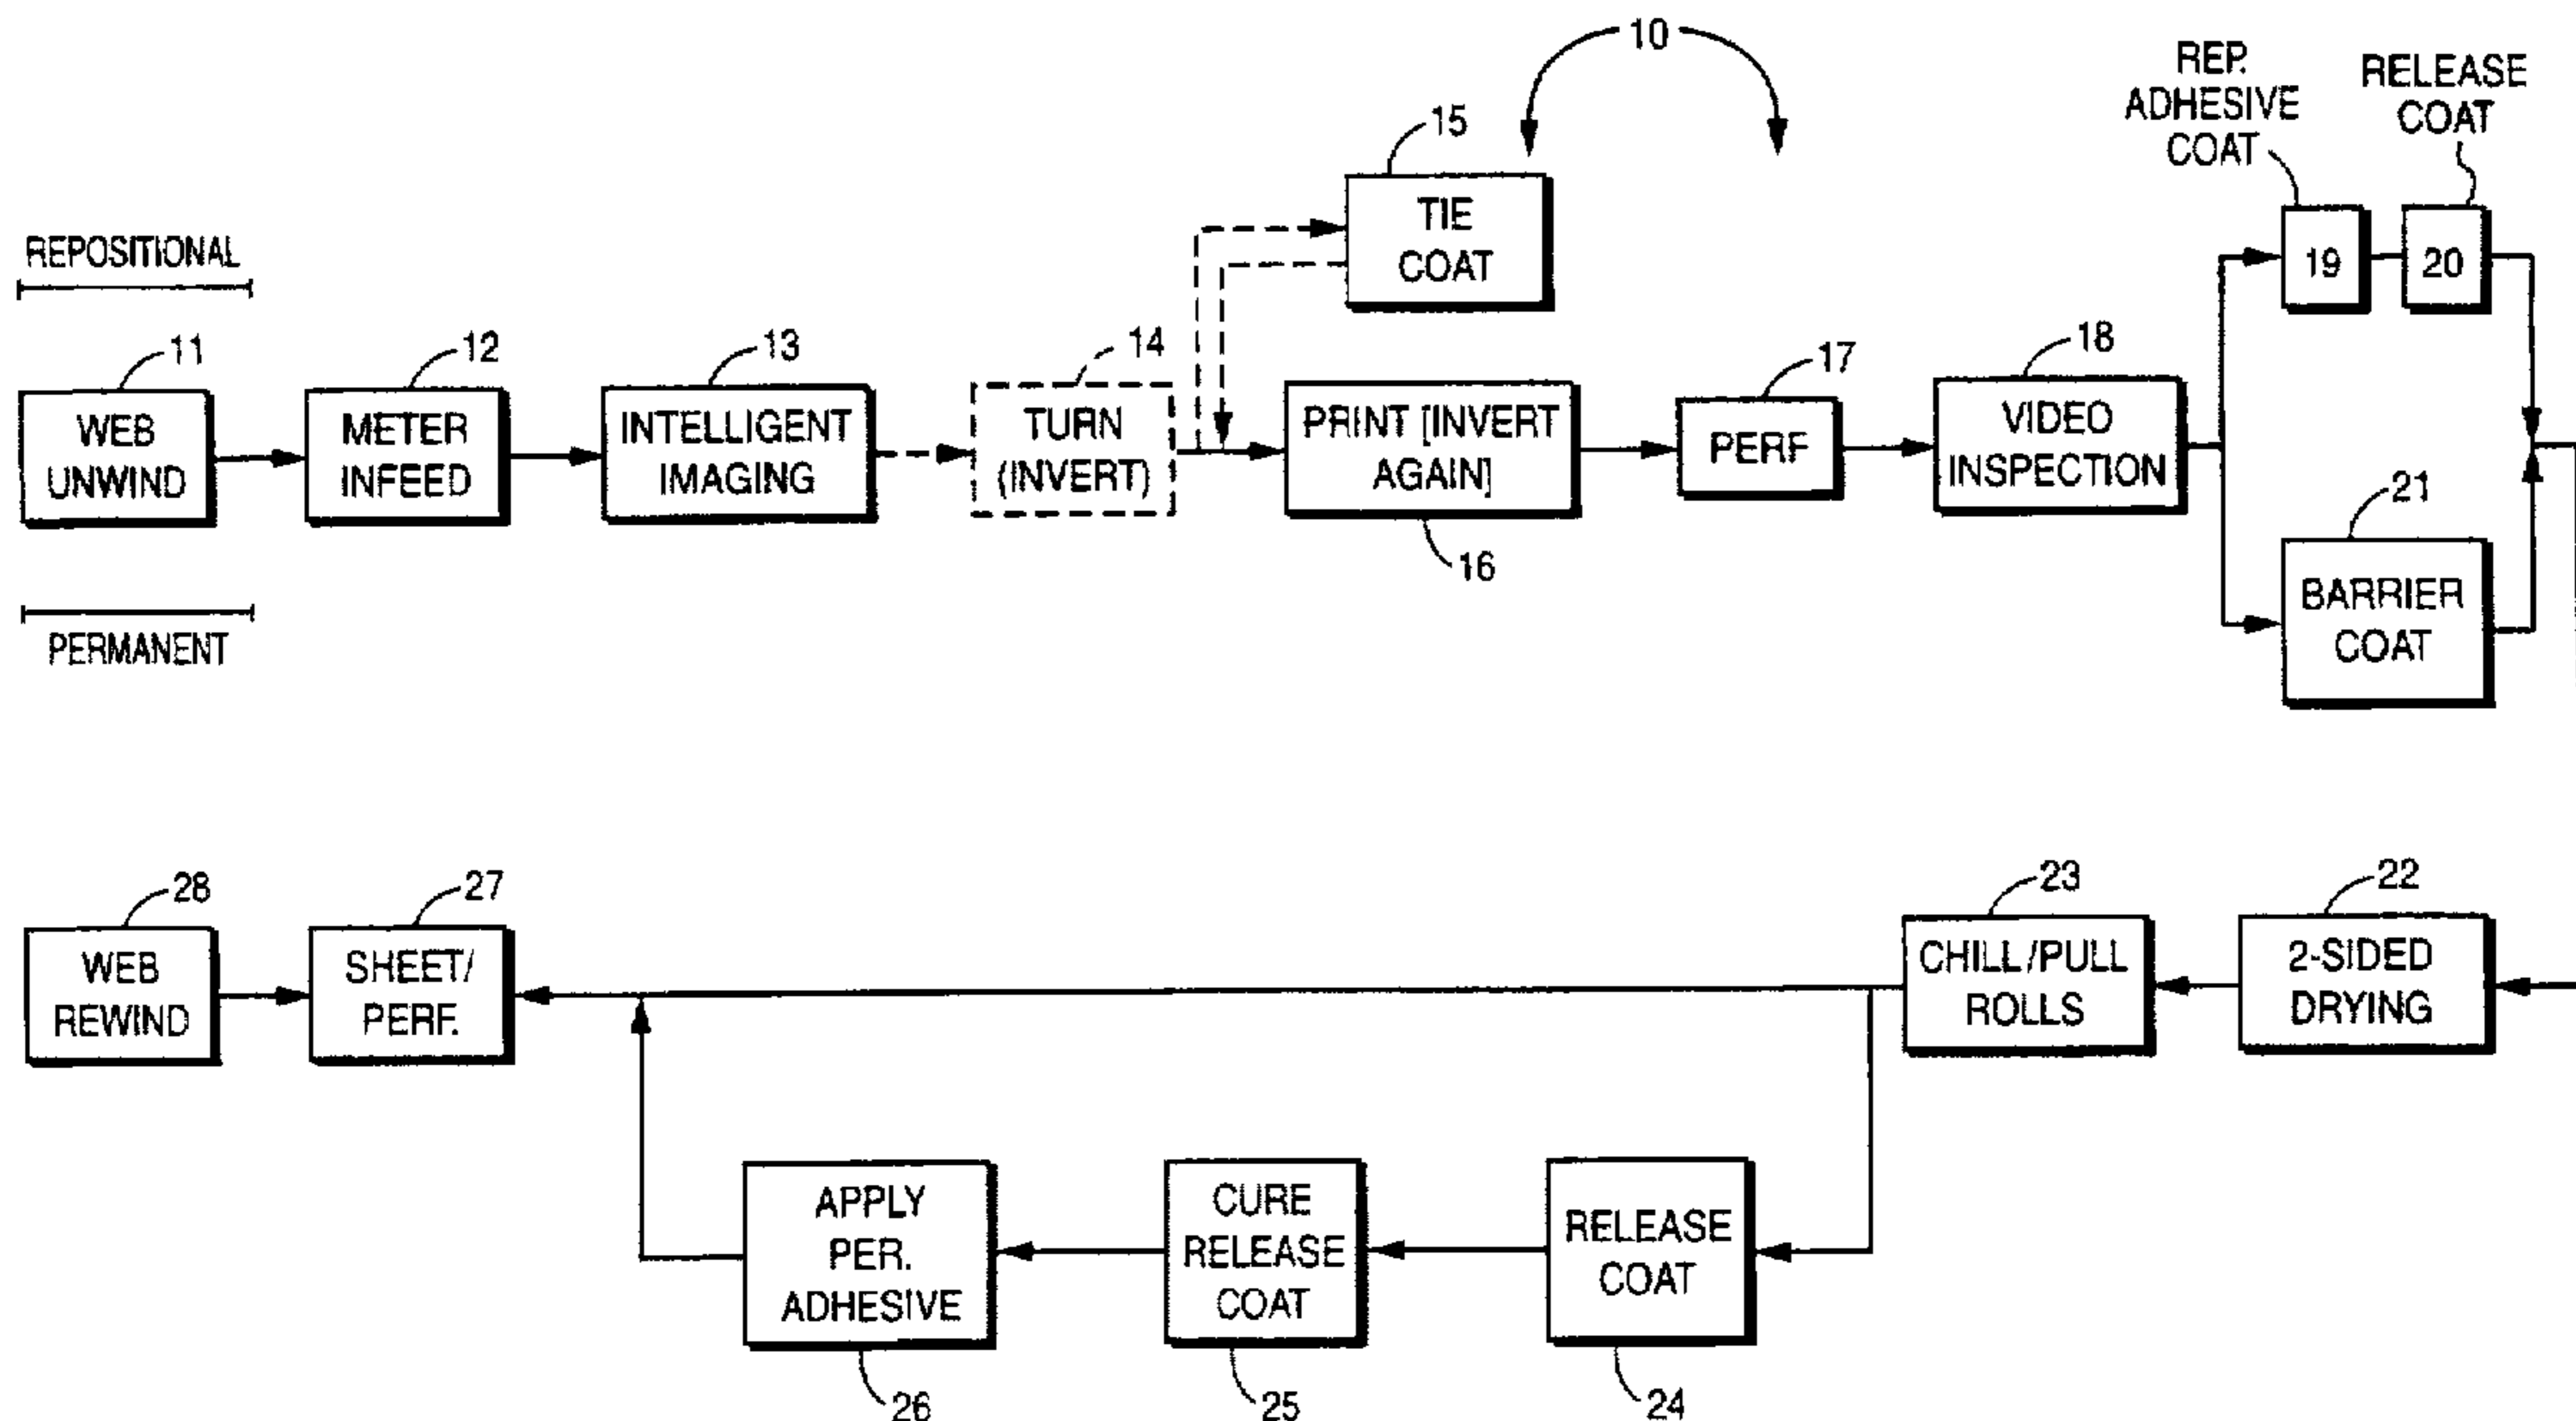 10
REP.
ADHESIVE
COAT
RELEASE
COAT
15
TIE
COAT
19
20
REPOSITIONAL
11
WEB
UNWIND
12
METER
INFEED
13
INTELLIGENT
IMAGING
14
TURN
(INVERT)
PRINT [INVERT
AGAIN]
16
17
PERF
18
VIDEO
INSPECTION
21
BARRIER
COAT
PERMANENT
28
WEB
REWIND
27
SHEET/
PERF.
23
CHILL/PULL
ROLLS
22
2-SIDED
DRYING
APPLY
PER.
ADHESIVE
26
CURE
RELEASE
COAT
25
RELEASE
COAT
24